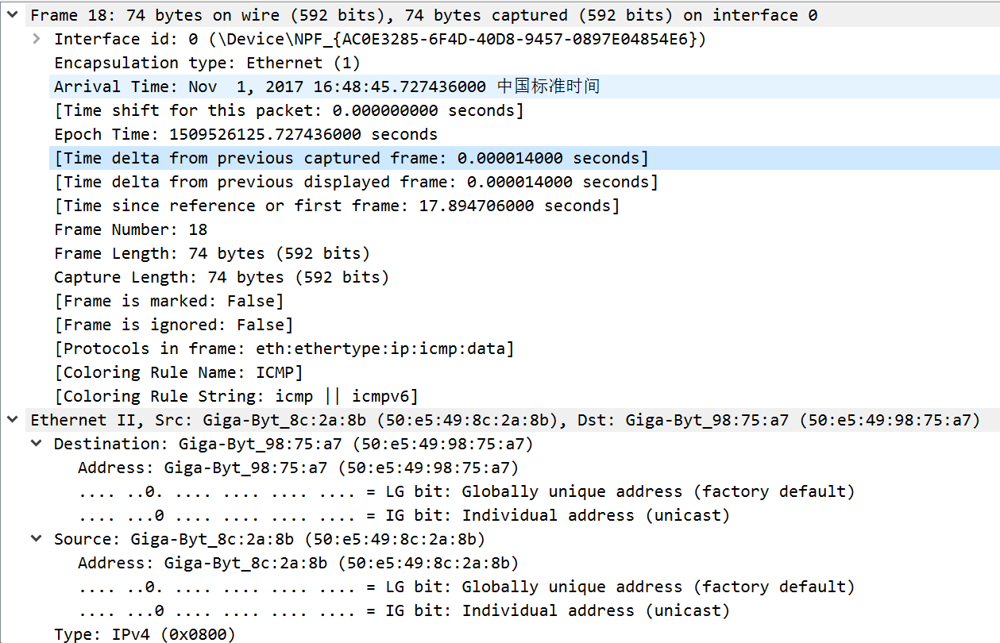 Frame 18: 74 bytes on wire (592 bits), 74 bytes captured (592 bits) on interface 0
Interface id: 0 (\Device\NPF_{AC0E3285-6F4D-40D8-9457-0897E04854E6})
Encapsulation type: Ethernet (1)
Arrival Time: Nov  1, 2017 16:48:45.727436000 中国标准时间
[Time shift for this packet: 0.000000000 seconds]
Epoch Time: 1509526125.727436000 seconds
[Time delta from previous captured frame: 0.000014000 seconds]
[Time delta from previous displayed frame: 0.000014000 seconds]
[Time since reference or first frame: 17.894706000 seconds]
Frame Number: 18
Frame Length: 74 bytes (592 bits)
Capture Length: 74 bytes (592 bits)
[Frame is marked: False]
[Frame is ignored: False]
[Protocols in frame: eth:ethertype:ip:icmp:data]
[Coloring Rule Name: ICMP]
[Coloring Rule String: icmp || icmpv6]
Ethernet II, Src: Giga-Byt_8c:2a:8b (50:e5:49:8c:2a:8b), Dst: Giga-Byt_98:75:a7 (50:e5:49:98:75:a7)
Destination: Giga-Byt_98:75:a7 (50:e5:49:98:75:a7)
Address: Giga-Byt_98:75:a7 (50:e5:49:98:75:a7)
.... ..0. .... .... .... .... = LG bit: Globally unique address (factory default)
.... ...0 .... .... .... .... = IG bit: Individual address (unicast)
Source: Giga-Byt_8c:2a:8b (50:e5:49:8c:2a:8b)
Address: Giga-Byt_8c:2a:8b (50:e5:49:8c:2a:8b)
.... ..0. .... .... .... .... = LG bit: Globally unique address (factory default)
.... ...0 .... .... .... .... = IG bit: Individual address (unicast)
Type: IPv4 (0x0800)